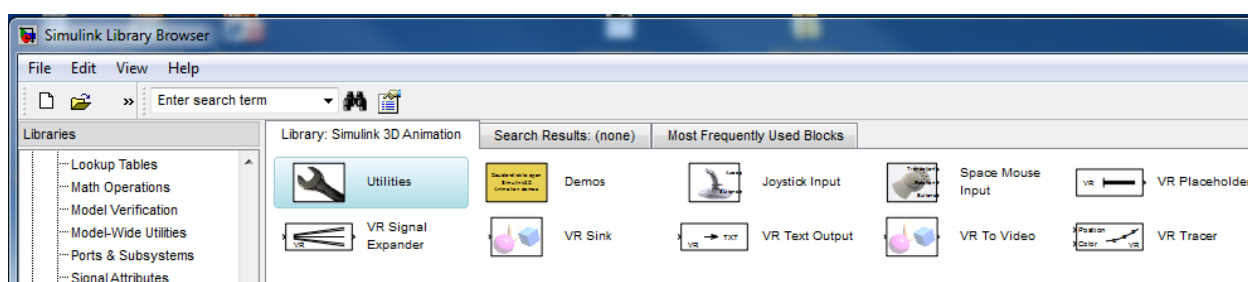 Simulink Library Browser
File Edit View Help
» Enter search term
Libraries
Library: Simulink 3D Animation Search Results: (none) Most Frequently Used Blocks
Lookup Tables
Math Operations
Model Verification
Model-Wide Utilities
Ports & Subsystems
Signal Attributes
Utilities
Demos
Joystick Input
Space Mouse
Input
VR
VR Placeholder
VR
VR Signal
Expander
VR Sink
VR TXT
VR Text Output
VR To Video
Position
Color VR
VR Tracer